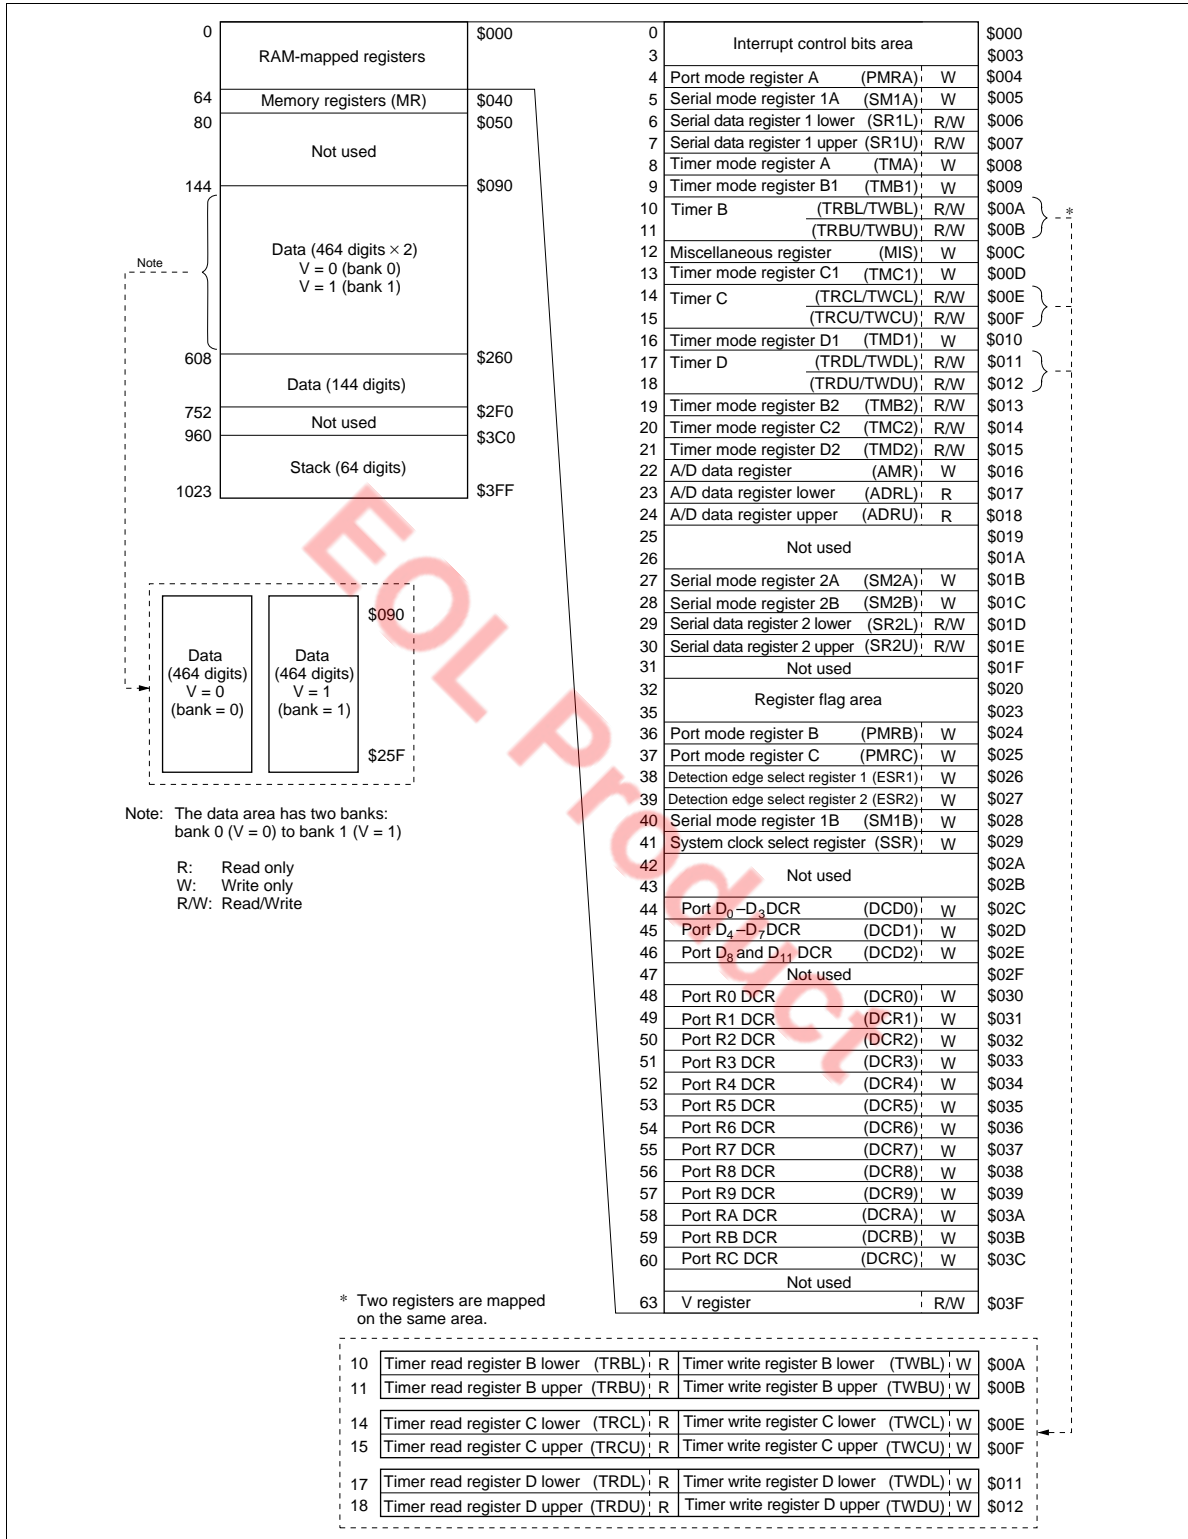 0 $000
RAM-mapped registers
64 Memory registers (MR) $040
80 $050
Not used
144 $090
Data (464 digits × 2)
V = 0 (bank 0)
V = 1 (bank 1)
Note
608 $260
Data (144 digits)
752 $2F0
Not used
960 $3C0
Stack (64 digits)
1023 $3FF
$090
Data (464 digits) V = 0 (bank = 0)
Data (464 digits) V = 1 (bank = 1)
$25F
Note: The data area has two banks:
bank 0 (V = 0) to bank 1 (V = 1)
R: Read only
W: Write only
R/W: Read/Write
0 $000
Interrupt control bits area
3 $003
4 Port mode register A (PMRA) W $004
5 Serial mode register 1A (SM1A) W $005
6 Serial data register 1 lower (SR1L) R/W $006
7 Serial data register 1 upper (SR1U) R/W $007
8 Timer mode register A (TMA) W $008
9 Timer mode register B1 (TMB1) W $009
10 Timer B (TRBL/TWBL) R/W $00A *
11 (TRBU/TWBU) R/W $00B
12 Miscellaneous register (MIS) W $00C
13 Timer mode register C1 (TMC1) W $00D
14 Timer C (TRCL/TWCL) R/W $00E
15 (TRCU/TWCU) R/W $00F
16 Timer mode register D1 (TMD1) W $010
17 Timer D (TRDL/TWDL) R/W $011
18 (TRDU/TWDU) R/W $012
19 Timer mode register B2 (TMB2) R/W $013
20 Timer mode register C2 (TMC2) R/W $014
21 Timer mode register D2 (TMD2) R/W $015
22 A/D data register (AMR) W $016
23 A/D data register lower (ADRL) R $017
24 A/D data register upper (ADRU) R $018
25 $019
Not used
26 $01A
27 Serial mode register 2A (SM2A) W $01B
28 Serial mode register 2B (SM2B) W $01C
29 Serial data register 2 lower (SR2L) R/W $01D
30 Serial data register 2 upper (SR2U) R/W $01E
31 Not used $01F
32 $020
Register flag area
35 $023
36 Port mode register B (PMRB) W $024
37 Port mode register C (PMRC) W $025
38 Detection edge select register 1 (ESR1) W $026
39 Detection edge select register 2 (ESR2) W $027
40 Serial mode register 1B (SM1B) W $028
41 System clock select register (SSR) W $029
42 $02A
Not used
43 $02B
44 Port D0–D3DCR (DCD0) W $02C
45 Port D4–D7DCR (DCD1) W $02D
46 Port D8 and D11 DCR (DCD2) W $02E
47 Not used $02F
48 Port R0 DCR (DCR0) W $030
49 Port R1 DCR (DCR1) W $031
50 Port R2 DCR (DCR2) W $032
51 Port R3 DCR (DCR3) W $033
52 Port R4 DCR (DCR4) W $034
53 Port R5 DCR (DCR5) W $035
54 Port R6 DCR (DCR6) W $036
55 Port R7 DCR (DCR7) W $037
56 Port R8 DCR (DCR8) W $038
57 Port R9 DCR (DCR9) W $039
58 Port RA DCR (DCRA) W $03A
59 Port RB DCR (DCRB) W $03B
60 Port RC DCR (DCRC) W $03C
Not used
63 V register R/W $03F
* Two registers are mapped
on the same area.
10 Timer read register B lower (TRBL) R Timer write register B lower (TWBL) W $00A
11 Timer read register B upper (TRBU) R Timer write register B upper (TWBU) W $00B
14 Timer read register C lower (TRCL) R Timer write register C lower (TWCL) W $00E
15 Timer read register C upper (TRCU) R Timer write register C upper (TWCU) W $00F
17 Timer read register D lower (TRDL) R Timer write register D lower (TWDL) W $011
18 Timer read register D upper (TRDU) R Timer write register D upper (TWDU) W $012
EOL Product